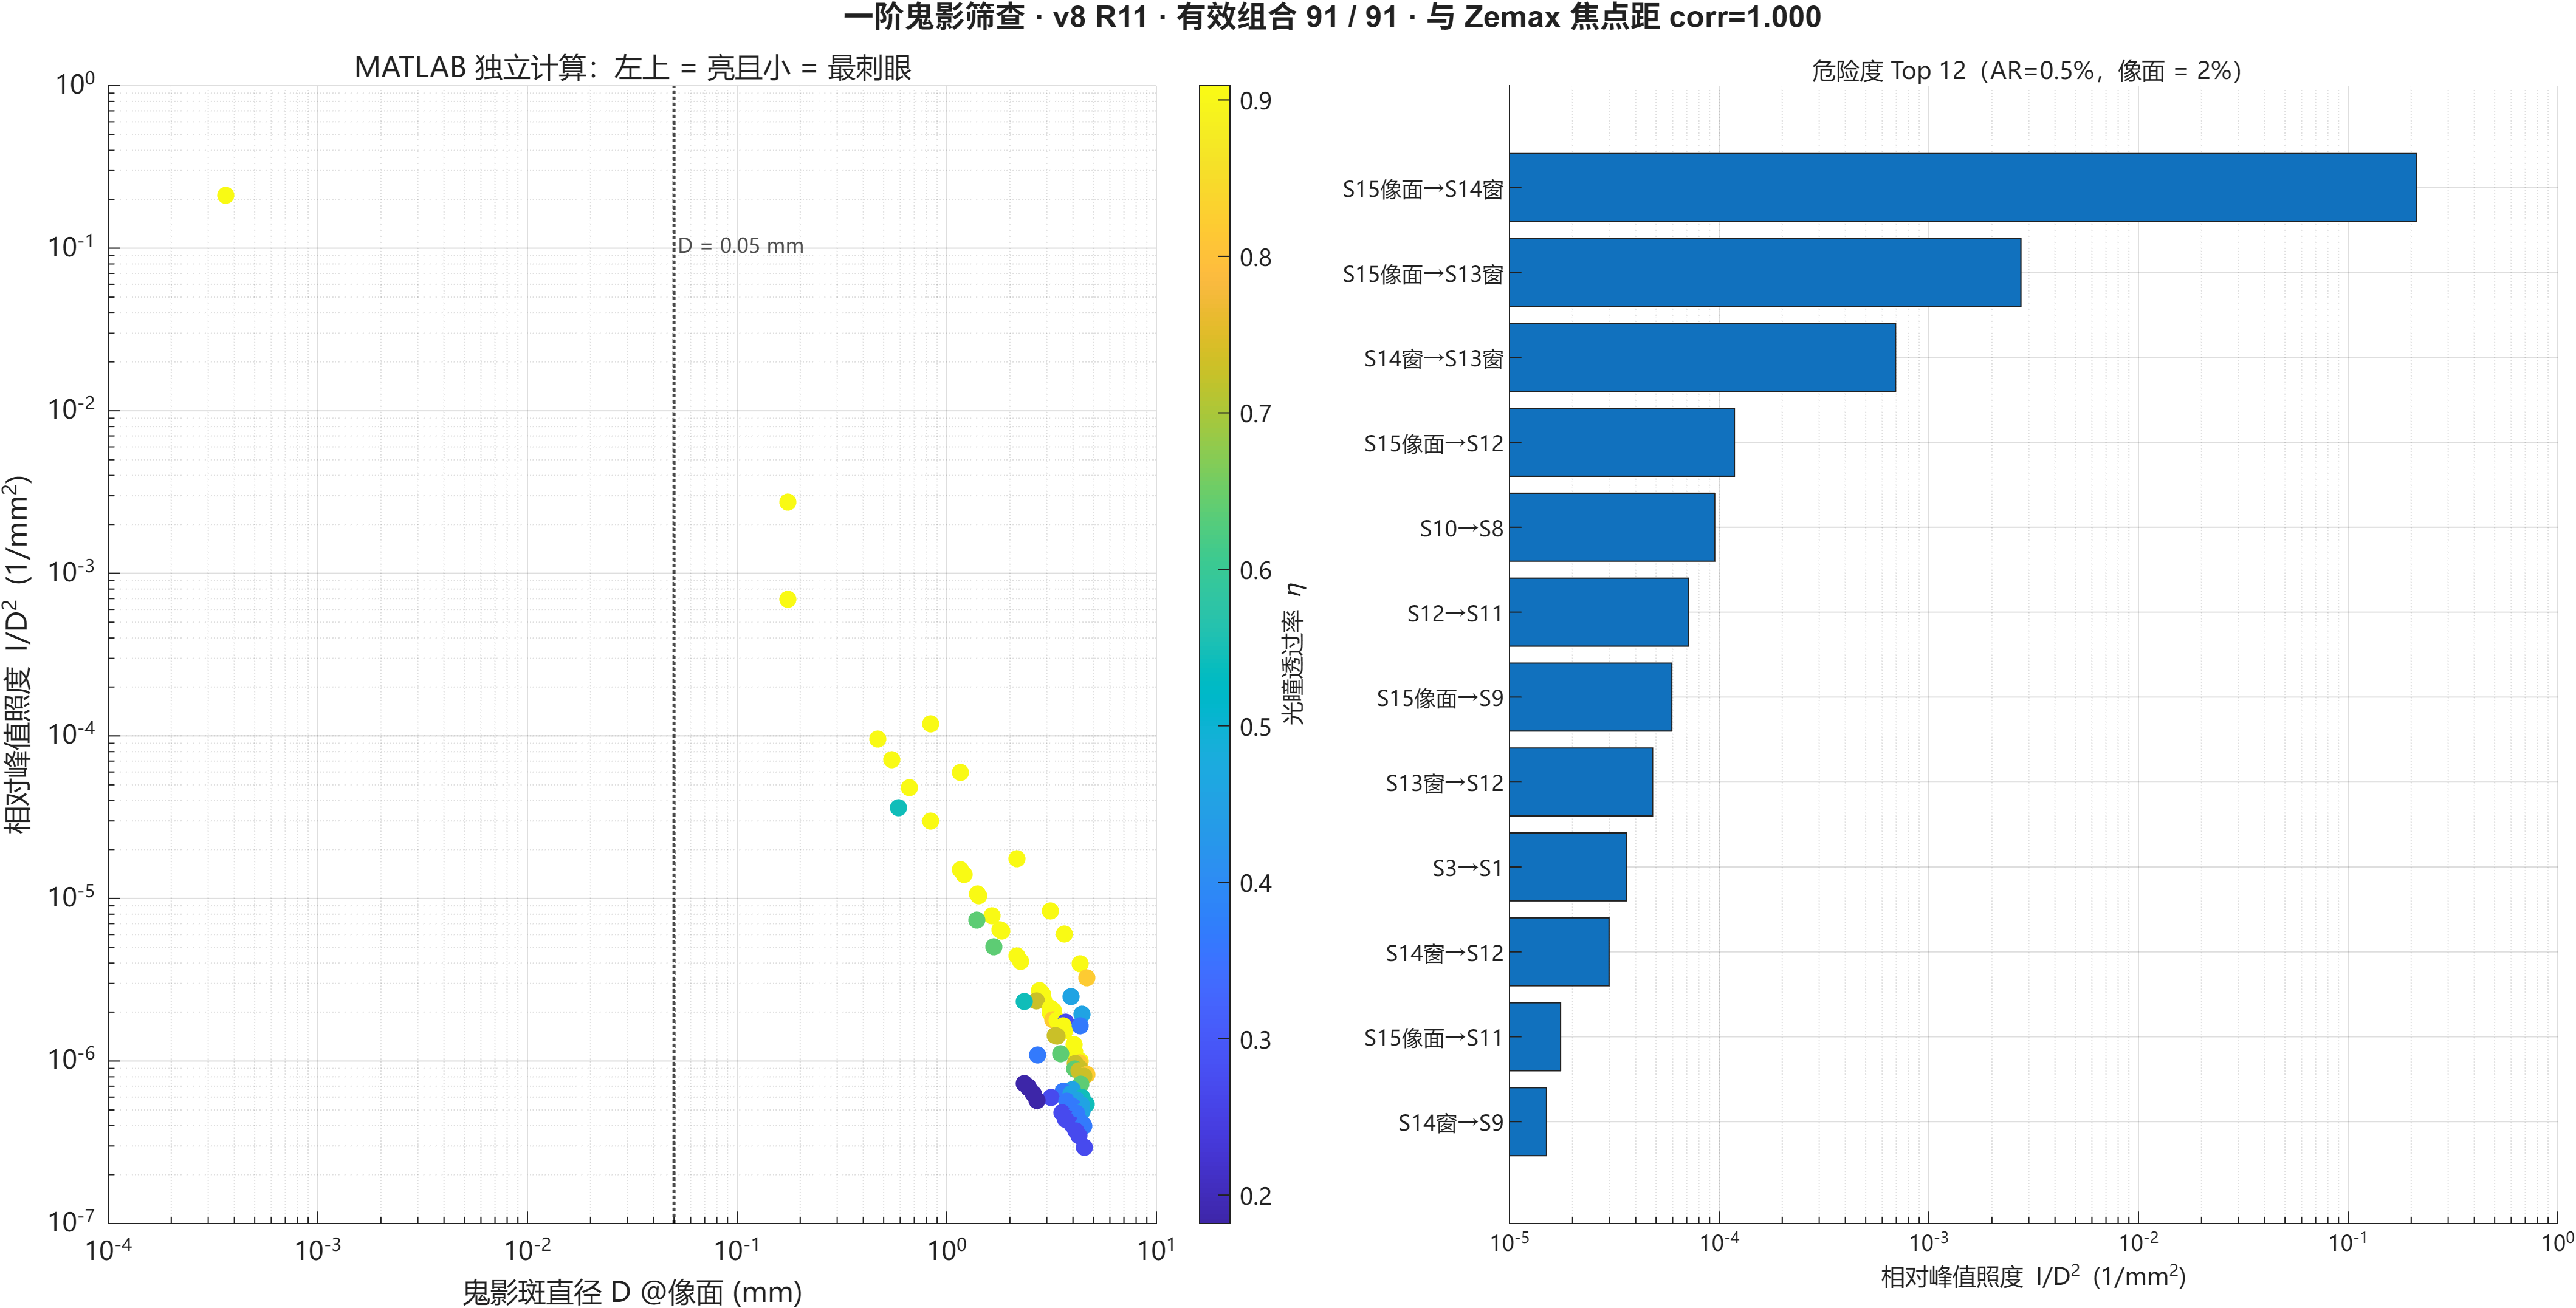 一阶鬼影筛查 · v8 R11 · 有效组合 91 / 91 · 与 Zemax 焦点距 corr=1.000
MATLAB 独立计算：左上 = 亮且小 = 最刺眼
相对峰值照度 I/D² (1/mm²)
10⁰
10⁻¹
10⁻²
10⁻³
10⁻⁴
10⁻⁵
10⁻⁶
10⁻⁷
D = 0.05 mm
10⁻⁴
10⁻³
10⁻²
10⁻¹
10⁰
10¹
鬼影斑直径 D @像面 (mm)
0.9
0.8
0.7
0.6
0.5
0.4
0.3
0.2
光瞳透过率 η
危险度 Top 12（AR=0.5%，像面 = 2%）
S15像面→S14窗
S15像面→S13窗
S14窗→S13窗
S15像面→S12
S10→S8
S12→S11
S15像面→S9
S13窗→S12
S3→S1
S14窗→S12
S15像面→S11
S14窗→S9
10⁻⁵
10⁻⁴
10⁻³
10⁻²
10⁻¹
10⁰
相对峰值照度 I/D² (1/mm²)